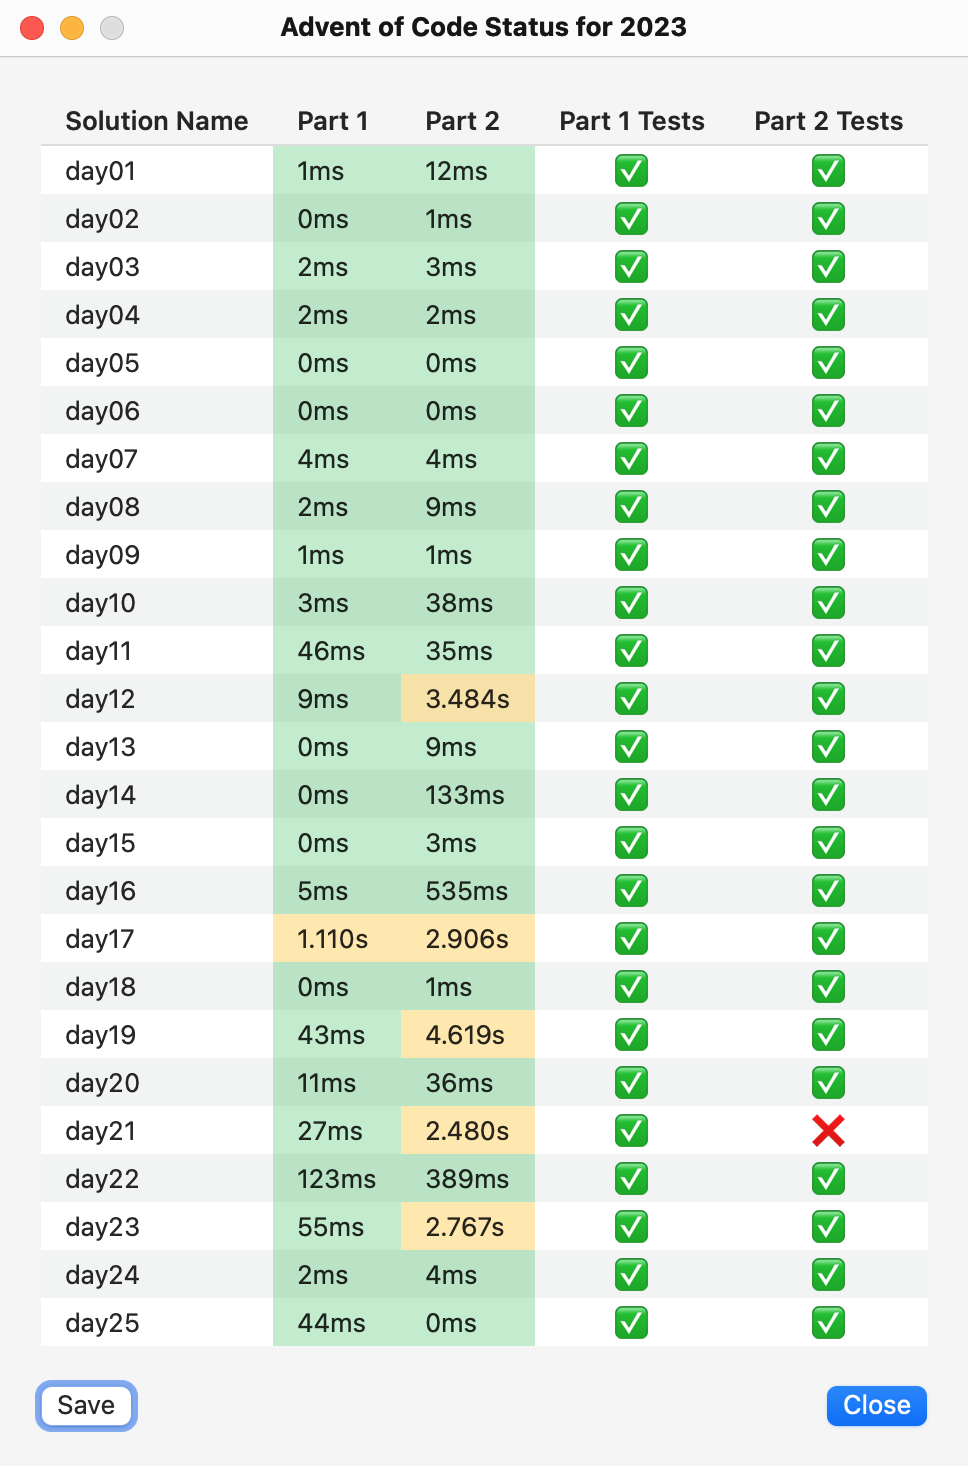 Advent of Code Status for 2023
Solution Name Part 1 Part 2 Part 1 Tests Part 2 Tests
day01 1ms 12ms ✅ ✅
day02 0ms 1ms ✅ ✅
day03 2ms 3ms ✅ ✅
day04 2ms 2ms ✅ ✅
day05 0ms 0ms ✅ ✅
day06 0ms 0ms ✅ ✅
day07 4ms 4ms ✅ ✅
day08 2ms 9ms ✅ ✅
day09 1ms 1ms ✅ ✅
day10 3ms 38ms ✅ ✅
day11 46ms 35ms ✅ ✅
day12 9ms 3.484s ✅ ✅
day13 0ms 9ms ✅ ✅
day14 0ms 133ms ✅ ✅
day15 0ms 3ms ✅ ✅
day16 5ms 535ms ✅ ✅
day17 1.110s 2.906s ✅ ✅
day18 0ms 1ms ✅ ✅
day19 43ms 4.619s ✅ ✅
day20 11ms 36ms ✅ ✅
day21 27ms 2.480s ✅ ❌
day22 123ms 389ms ✅ ✅
day23 55ms 2.767s ✅ ✅
day24 2ms 4ms ✅ ✅
day25 44ms 0ms ✅ ✅
Save Close